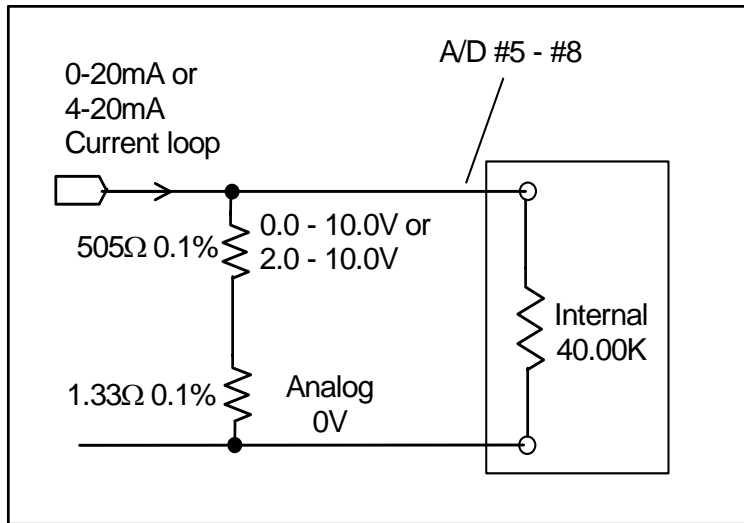 A/D #5 - #8
0-20mA or
4-20mA
Current loop
505Ω 0.1%
0.0 - 10.0V or
2.0 - 10.0V
Internal
40.00K
1.33Ω 0.1%
Analog
0V